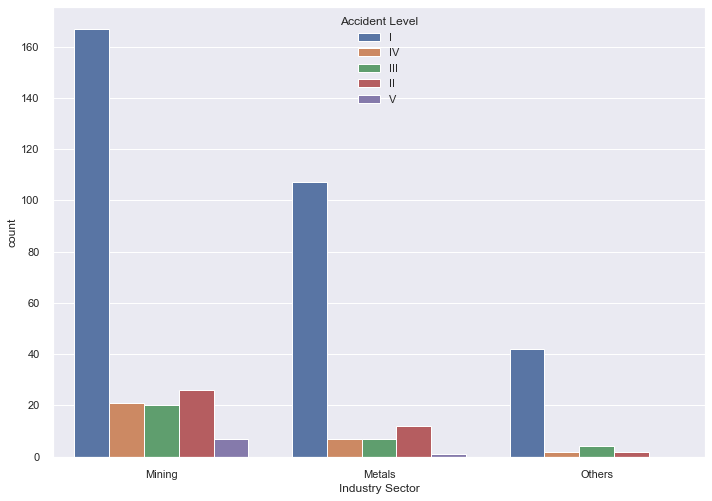 Accident Level
I
IV
III
II
V
160
140
120
100
80
60
40
20
0
count
Mining Metals Others
Industry Sector